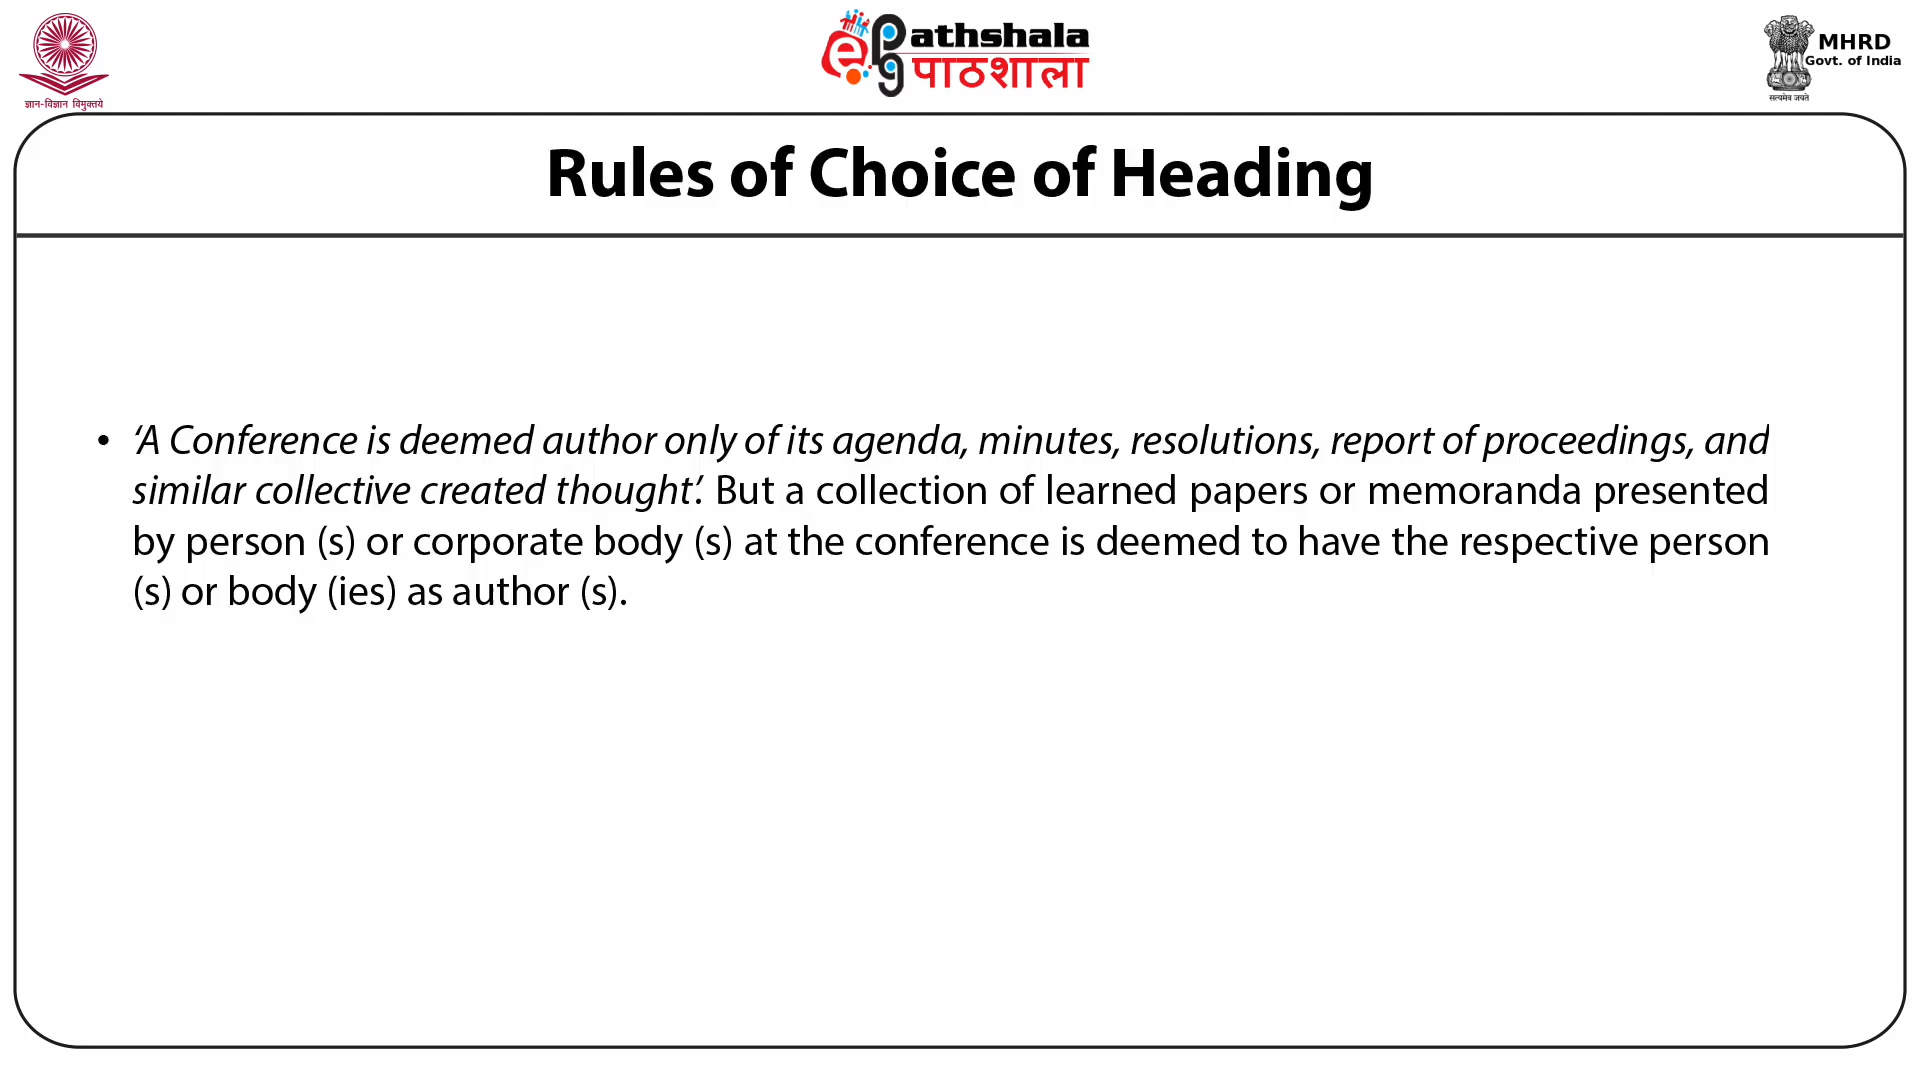 ज्ञान-विज्ञान विमुक्तये
ePathshala
पाठशाला
MHRD
Govt. of India
सत्यमेव जयते
Rules of Choice of Heading
• ‘A Conference is deemed author only of its agenda, minutes, resolutions, report of proceedings, and
similar collective created thought’. But a collection of learned papers or memoranda presented
by person (s) or corporate body (s) at the conference is deemed to have the respective person
(s) or body (ies) as author (s).